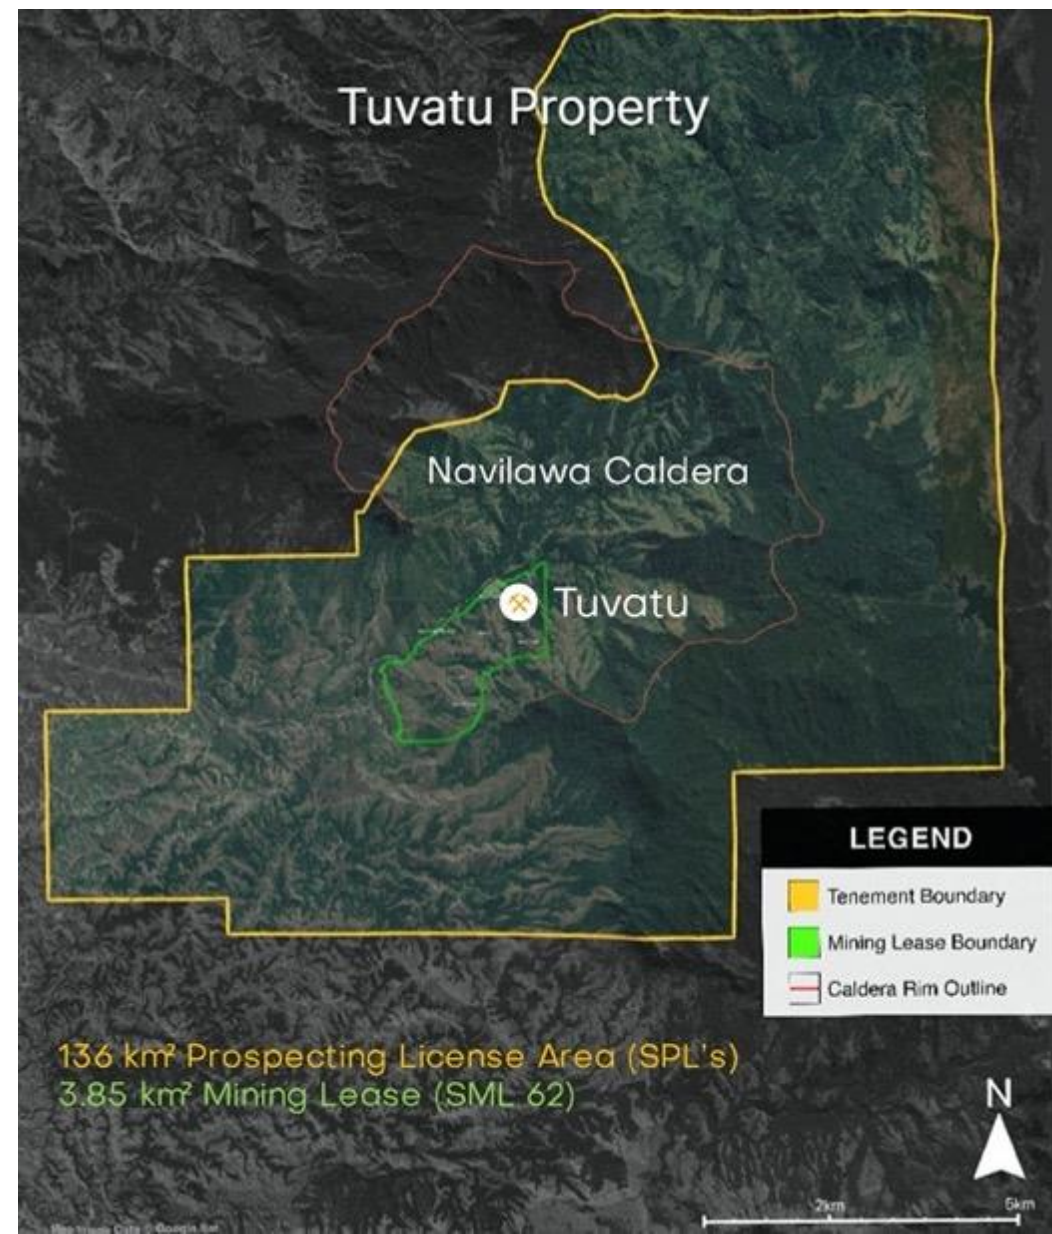 Tuvatu Property
Navilawa Caldera
Tuvatu
LEGEND
Tenement Boundary
Mining Lease Boundary
Caldera Rim Outline
136 km² Prospecting License Area (SPL's)
3.85 km² Mining Lease (SML 62)
N
2km 5km